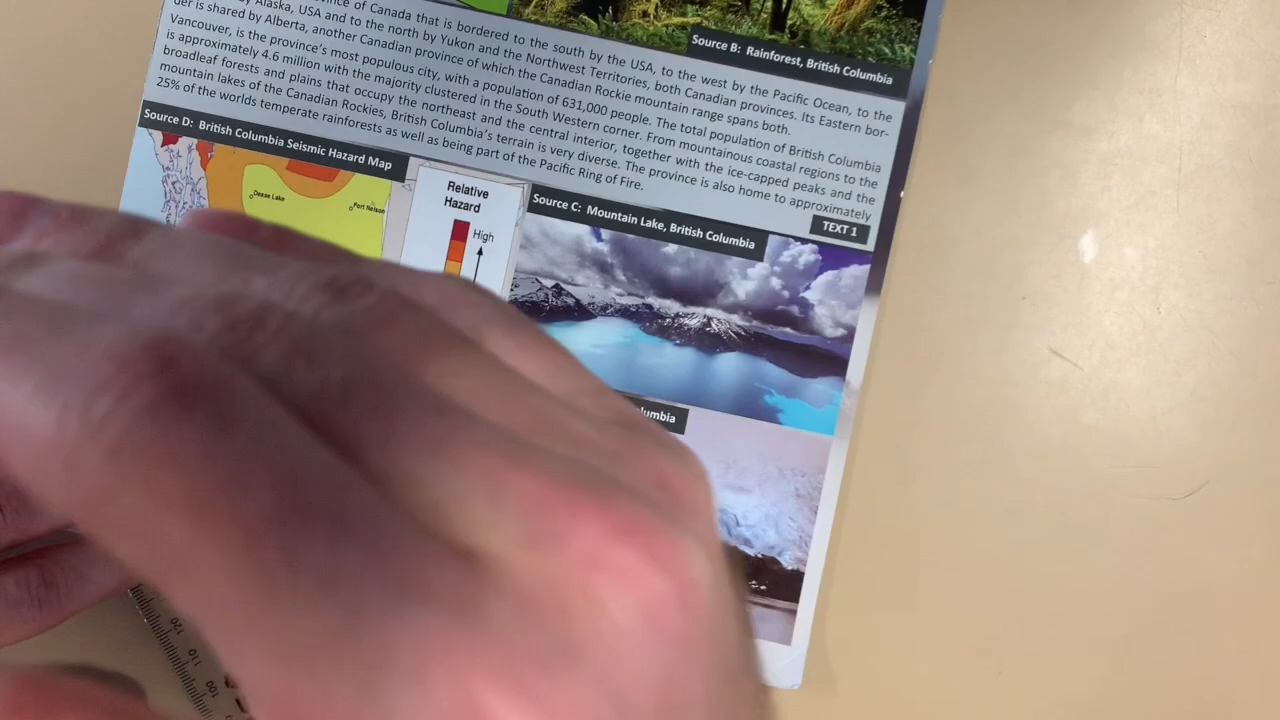 Source B: Rainforest, British Columbia
ince of Canada that is bordered to the south by the USA, to the west by the Pacific Ocean, to the
by Alaska, USA and to the north by Yukon and the Northwest Territories, both Canadian provinces. Its Eastern bor-
der is shared by Alberta, another Canadian province of which the Canadian Rockie mountain range spans both.
Vancouver, is the province's most populous city, with a population of 631,000 people. The total population of British Columbia
is approximately 4.6 million with the majority clustered in the South Western corner. From mountainous coastal regions to the
broadleaf forests and plains that occupy the northeast and the central interior, together with the ice-capped peaks and the
mountain lakes of the Canadian Rockies, British Columbia's terrain is very diverse. The province is also home to approximately
25% of the worlds temperate rainforests as well as being part of the Pacific Ring of Fire.
TEXT 1
Source D: British Columbia Seismic Hazard Map
Dease Lake
Fort Nelson
Relative
Hazard
High
Source C: Mountain Lake, British Columbia
lumbia
120
110
100